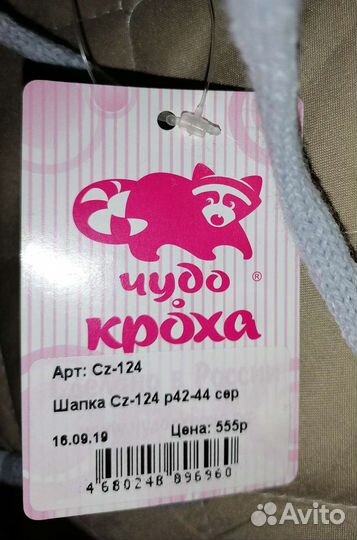 чудо
кроха®
Арт: Cz-124
Шапка Cz-124 р42-44 сер
16.09.19 Цена: 555р
4 680248 896960
Avito